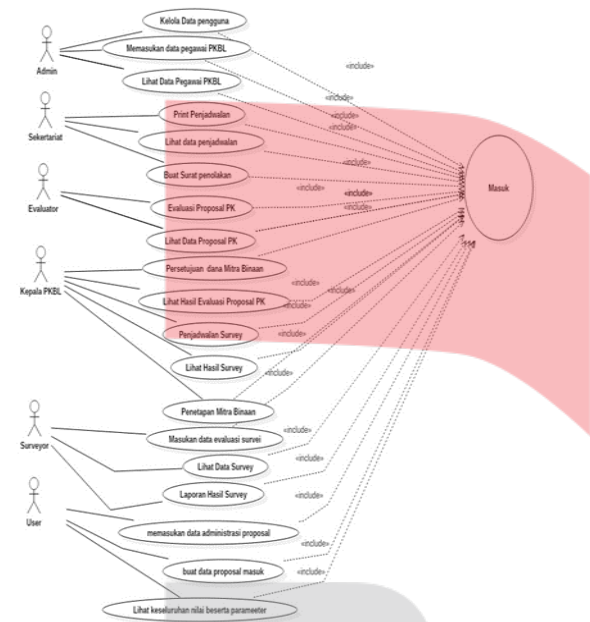 Kelola Data pengguna
Memasukan data pegawai PKBL
Admin
«include»
Lihat Data Pegawai PKBL
«include»
Sekertariat
Print Penjadwalan
«include»
«include»
Lihat data penjadwalan
«include»
Buat Surat penolakan
«include»
«include»
Masuk
Evaluator
Evaluasi Proposal PK
«include»
Lihat Data Proposal PK
Persetujuan dana Mitra Binaan
Kepala PKBL
«include»
«include»
Lihat Hasil Evaluasi Proposal PK
«include»
Penjadwalan Survey
«include»
Lihat Hasil Survey
Penetapan Mitra Binaan
Surveyor
Masukan data evaluasi survei
«include»
Lihat Data Survey
«include»
Laporan Hasil Survey
«include»
User
memasukan data administrasi proposal
«include»
buat data proposal masuk
«include»
Lihat keseluruhan nilai beserta parameeter